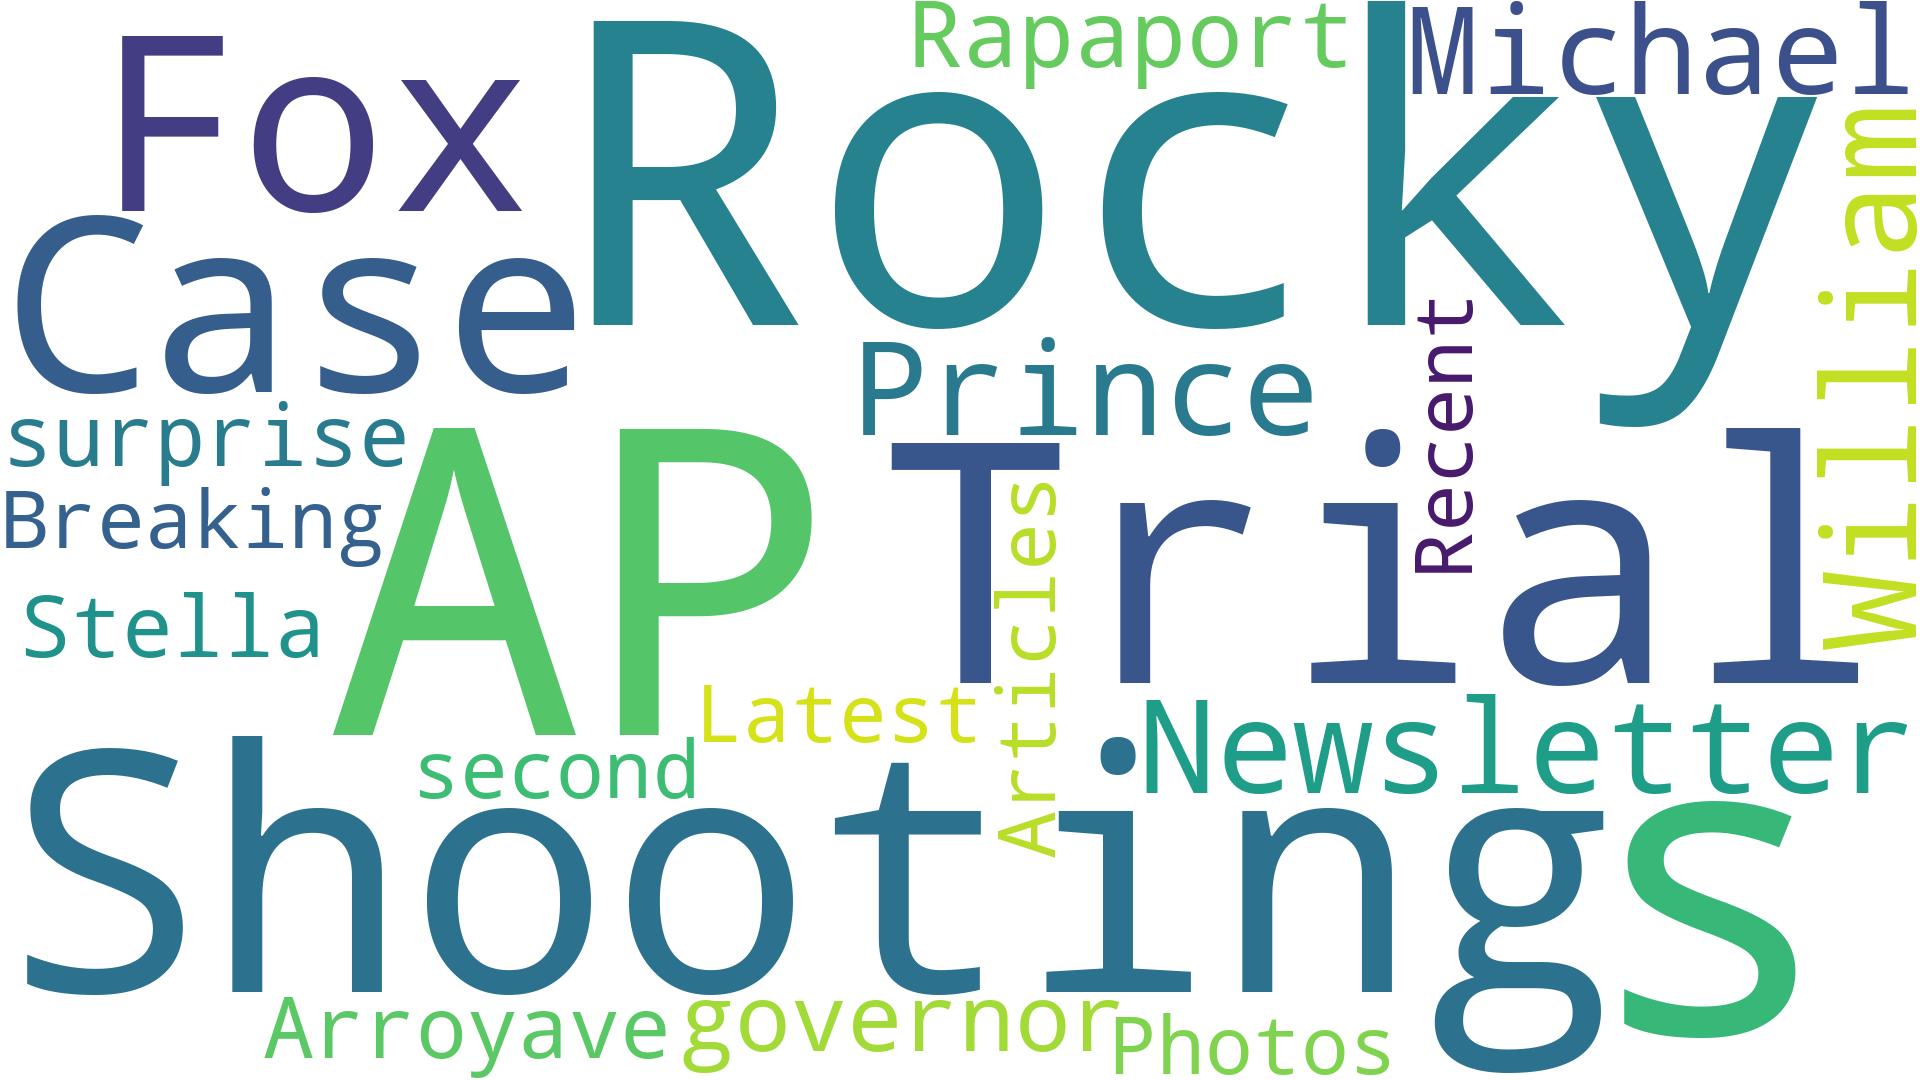 Rapaport
Michael
Fox
Rocky
Case
William
Recent
Prince
surprise
AP
Trial
Breaking
Articles
Stella
Latest
Newsletter
second
Shooting
s
Arroyave
governor
Photos